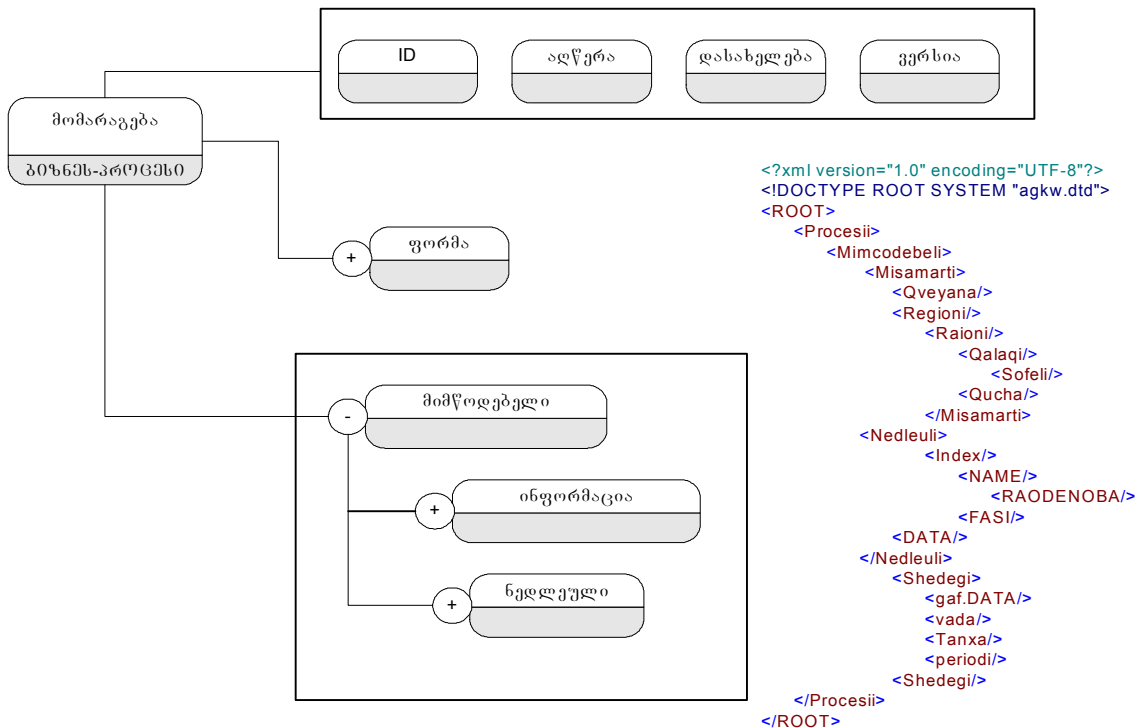 ID
აღწერა
დასახელება
ვერსია
მომარაგება
ბიზნეს-პროცესი
+
ფორმა
-
მიმწოდებელი
+
ინფორმაცია
+
ნედლეული
<?xml version="1.0" encoding="UTF-8"?>
<!DOCTYPE ROOT SYSTEM "agkw.dtd">
<ROOT>
<Procesii>
<Mimcodebeli>
<Misamarti>
<Qveyana/>
<Regioni/>
<Raioni/>
<Qalaqi/>
<Sofeli/>
<Qucha/>
</Misamarti>
<Nedleuli>
<Index/>
<NAME/>
<RAODENOBA/>
<FASI/>
<DATA/>
</Nedleuli>
<Shedegi>
<gaf.DATA/>
<vada/>
<Tanxa/>
<periodi/>
<Shedegi/>
</Procesii>
</ROOT>